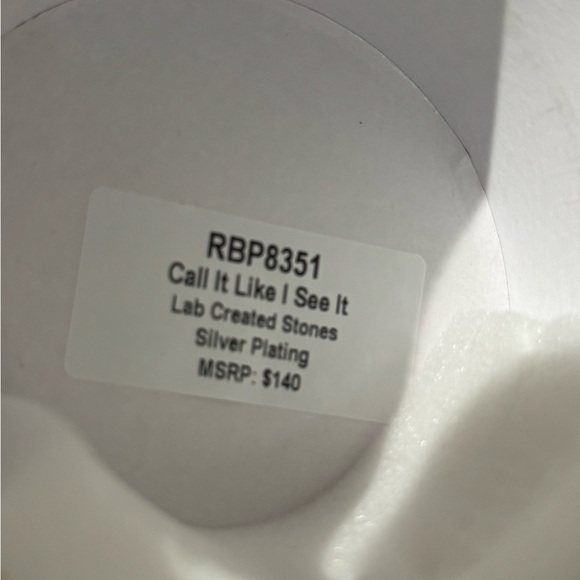 RBP8351
Call It Like I See It
Lab Created Stones
Silver Plating
MSRP: $140